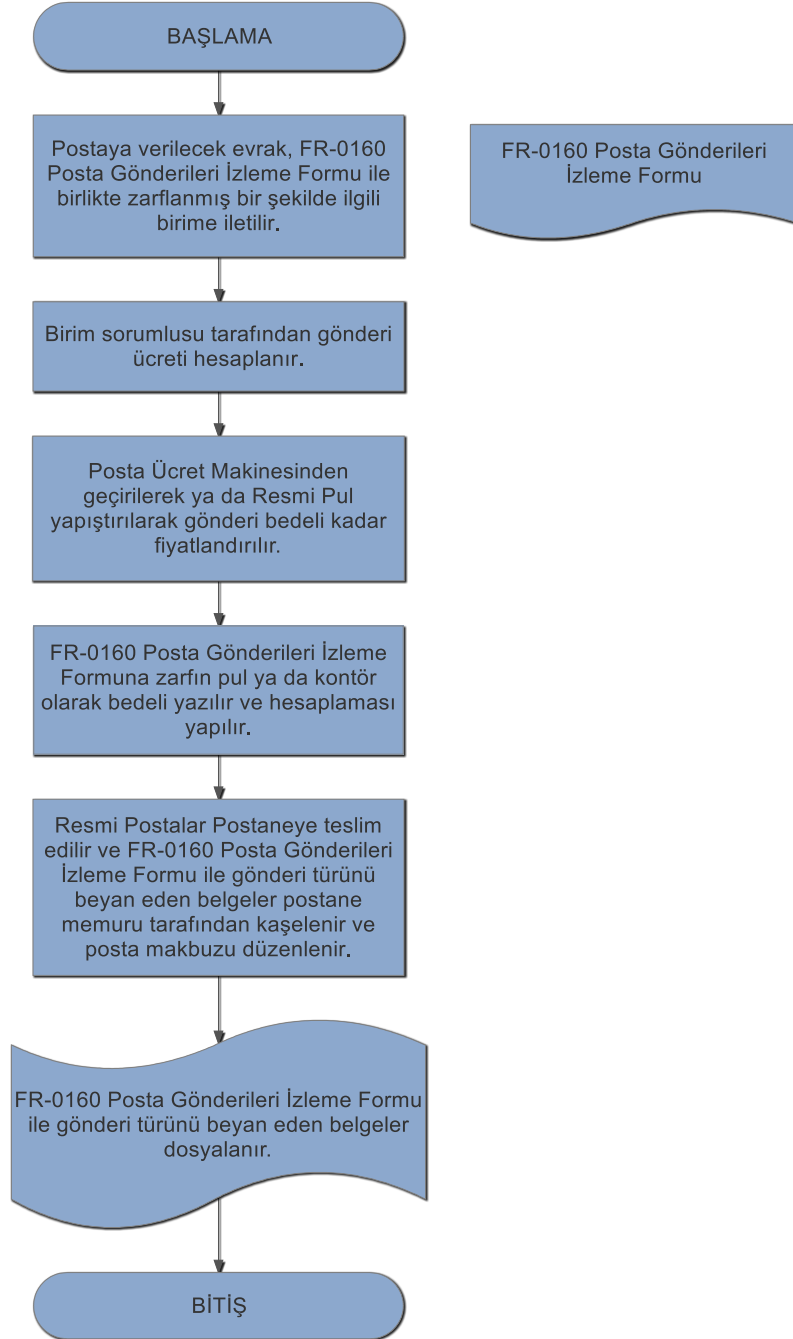 BAŞLAMA
Postaya verilecek evrak, FR-0160
Posta Gönderileri İzleme Formu ile
birlikte zarflanmış bir şekilde ilgili
birime iletilir.
FR-0160 Posta Gönderileri
İzleme Formu
Birim sorumlusu tarafından gönderi
ücreti hesaplanır.
Posta Ücret Makinesinden
geçirilerek ya da Resmi Pul
yapıştırılarak gönderi bedeli kadar
fiyatlandırılır.
FR-0160 Posta Gönderileri İzleme
Formuna zarfın pul ya da kontör
olarak bedeli yazılır ve hesaplaması
yapılır.
Resmi Postalar Postaneye teslim
edilir ve FR-0160 Posta Gönderileri
İzleme Formu ile gönderi türünü
beyan eden belgeler postane
memuru tarafından kaşelenir ve
posta makbuzu düzenlenir.
FR-0160 Posta Gönderileri İzleme Formu
ile gönderi türünü beyan eden belgeler
dosyalanır.
BİTİŞ